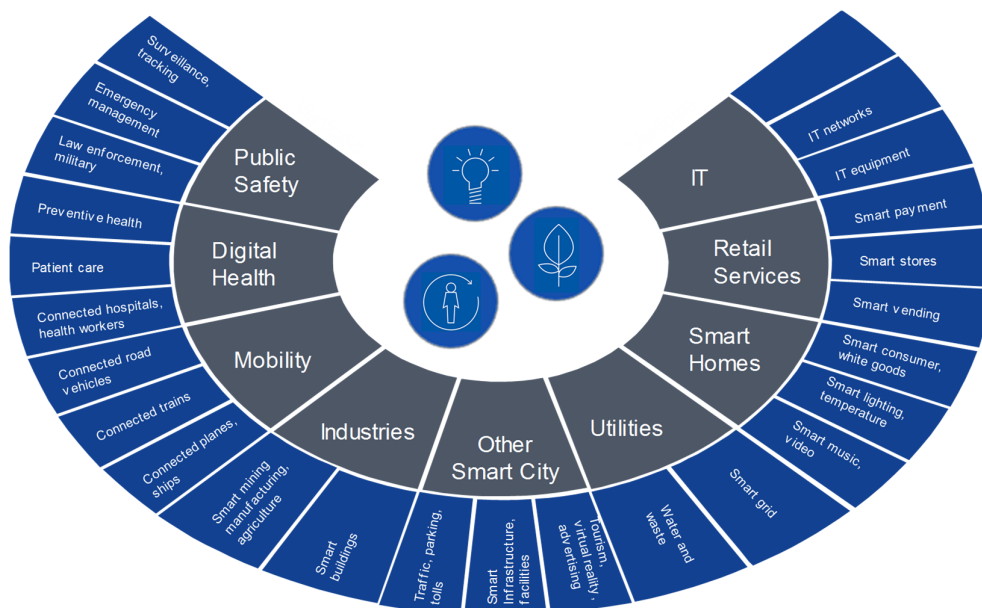 Surveillance,
tracking
Emergency
management
Law enforcement,
military
Preventive health
Patient care
Connected hospitals,
health workers
Connected road
vehicles
Connected trains
Connected planes,
ships
Smart mining
manufacturing,
agriculture
Smart
buildings
Traffic, parking,
tolls
Smart
Infrastructure,
facilities
Tourism,
virtual reality,
advertising
Water and
waste
Smart grid
Smart music,
video
Smart lighting,
temperature
Smart consumer,
white goods
Smart vending
Smart stores
Smart payment
IT equipment
IT networks
Public
Safety
Digital
Health
Mobility
Industries
Other
Smart City
Utilities
Smart
Homes
Retail
Services
IT